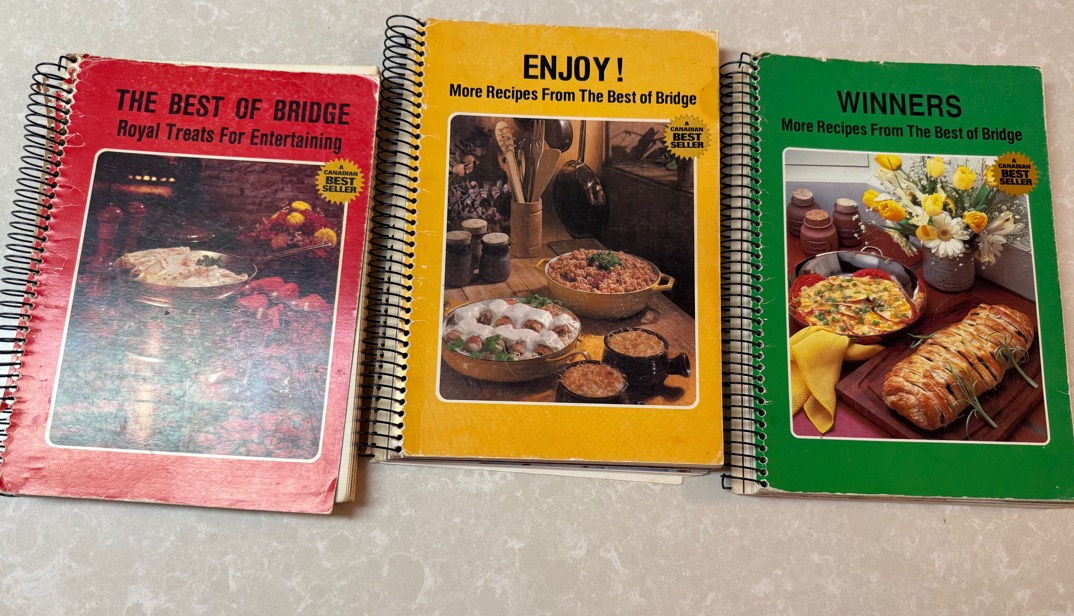 THE BEST OF BRIDGE
Royal Treats For Entertaining
A
CANADIAN
BEST
SELLER
ENJOY!
More Recipes From The Best of Bridge
A
CANADIAN
BEST
SELLER
WINNERS
More Recipes From The Best of Bridge
A
CANADIAN
BEST
SELLER